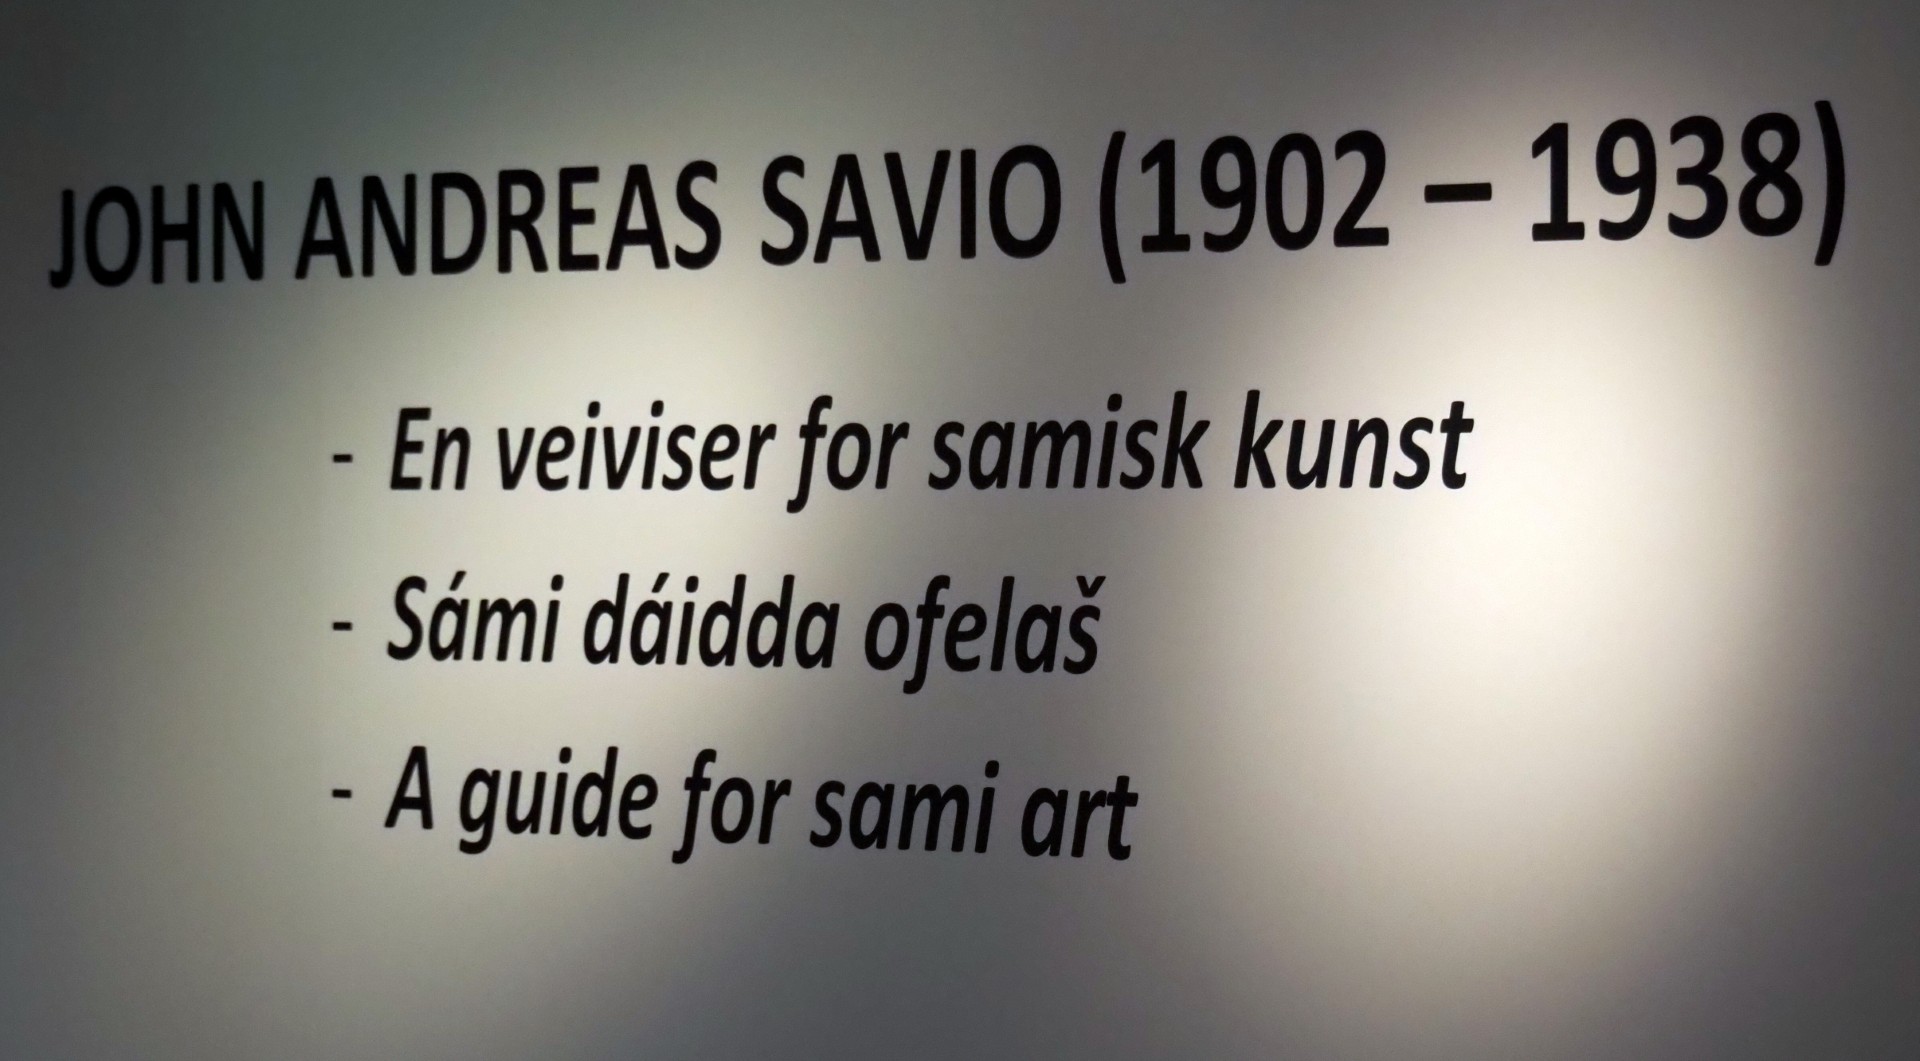 JOHN ANDREAS SAVIO (1902 – 1938)
- En veiviser for samisk kunst
- Sámi dáidda ofelaš
- A guide for sami art